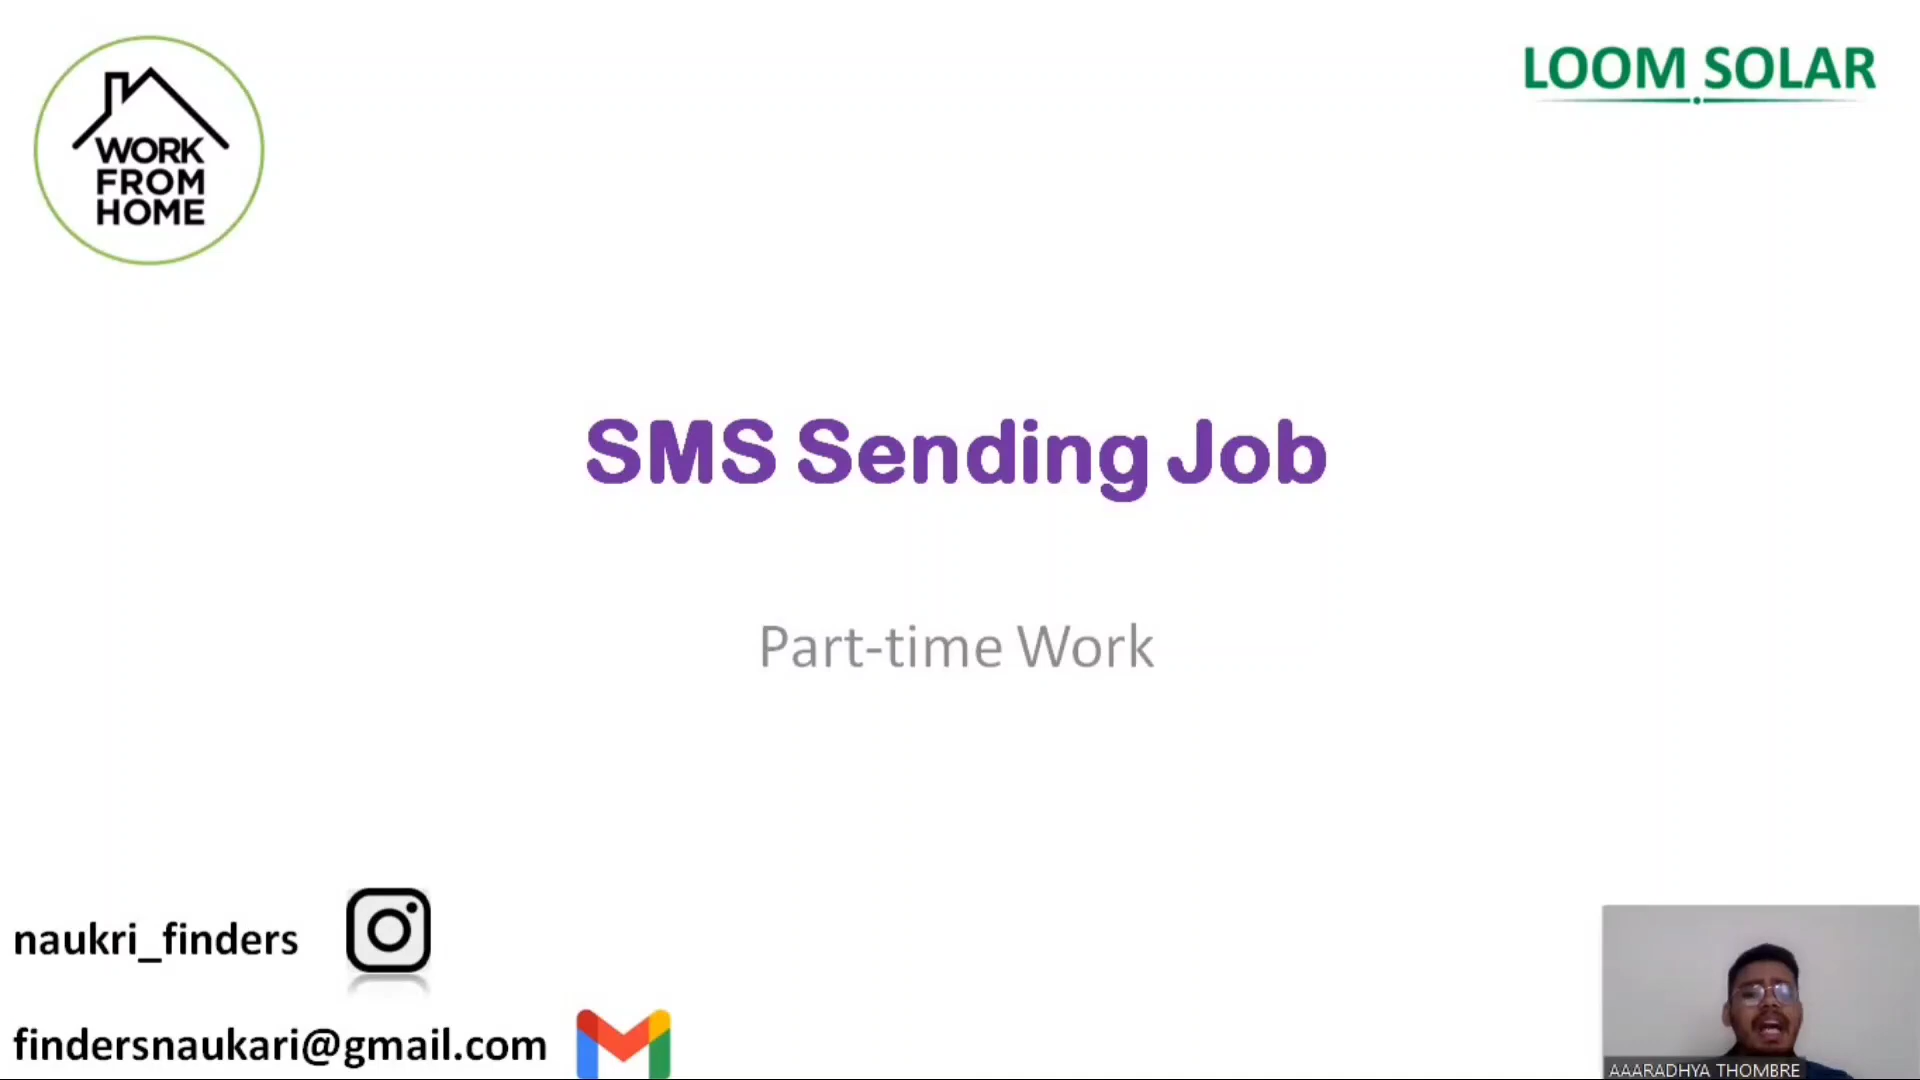 WORK
FROM
HOME
LOOM SOLAR
SMS Sending Job
Part-time Work
naukri_finders
findersnaukari@gmail.com
AAARADHYA THOMBRE